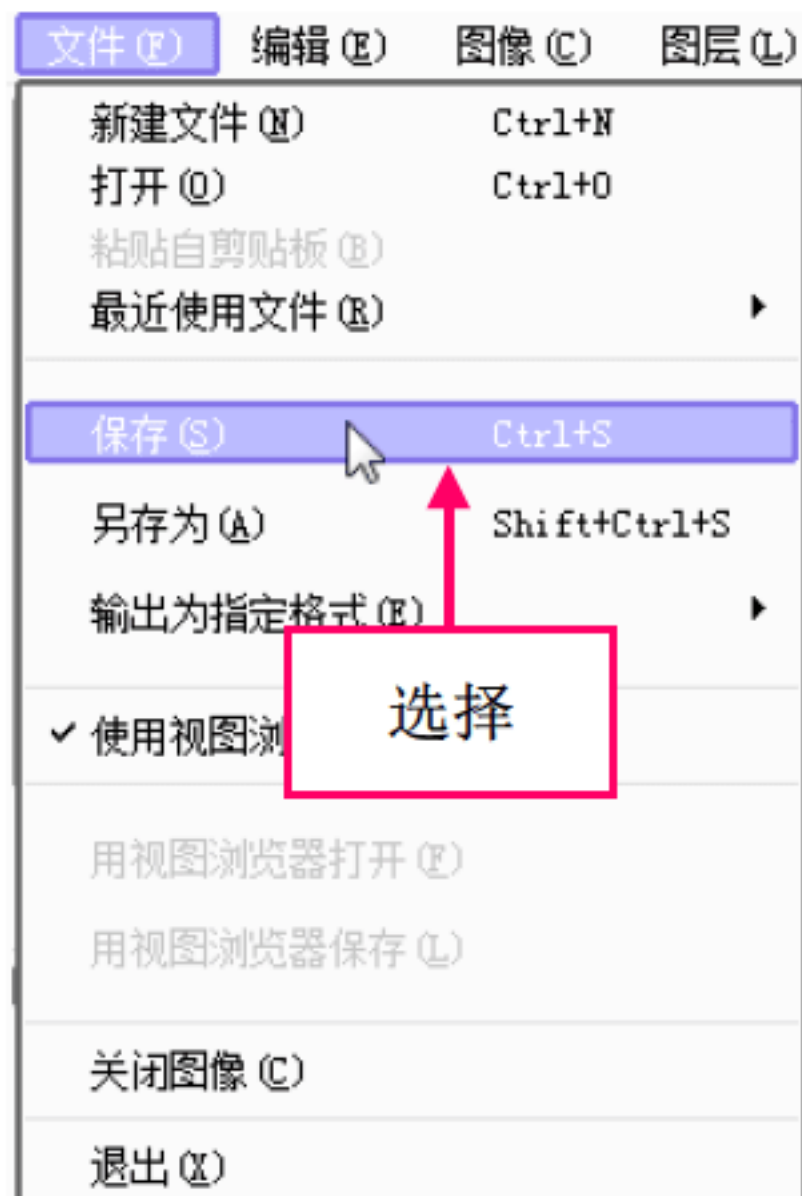 文件(F) 编辑(E) 图像(C) 图层(L)
新建文件(N) Ctrl+N
打开(O) Ctrl+O
粘贴自剪贴板(B)
最近使用文件(R)
保存(S) Ctrl+S
另存为(A) Shift+Ctrl+S
输出为指定格式(E)
选择
使用视图浏
用视图浏览器打开(F)
用视图浏览器保存(L)
关闭图像(C)
退出(X)